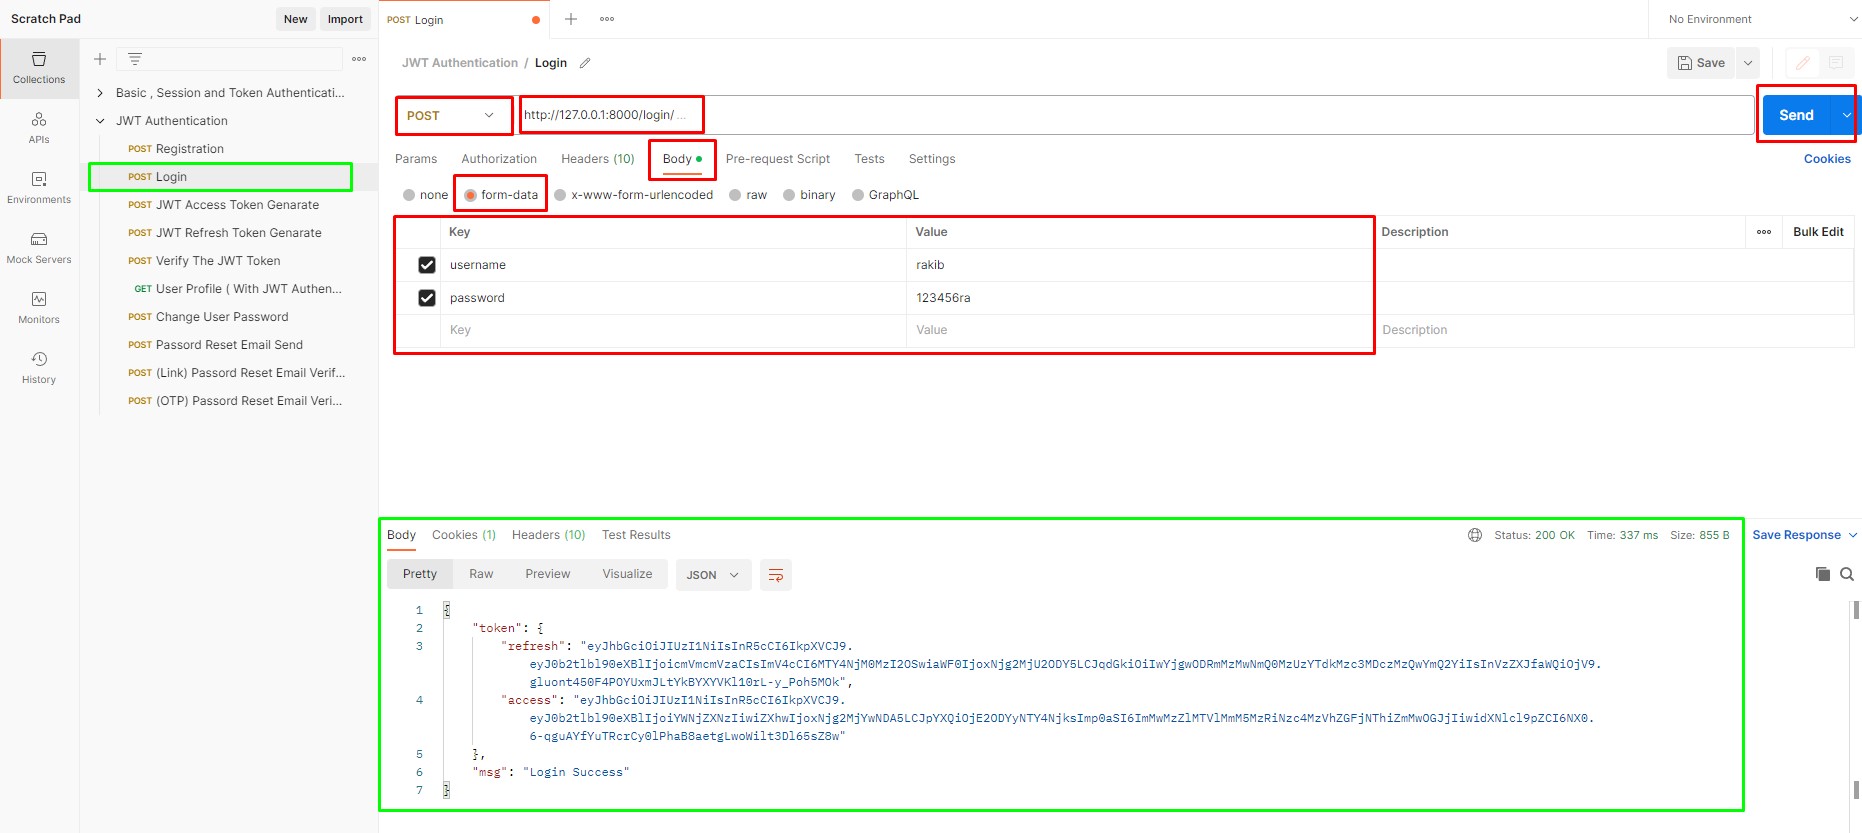 Scratch Pad
New
Import
POST Login
No Environment
Collections
APIs
Environments
Mock Servers
Monitors
History
Basic , Session and Token Authenticati...
JWT Authentication
POST Registration
POST Login
POST JWT Access Token Genarate
POST JWT Refresh Token Genarate
POST Verify The JWT Token
GET User Profile ( With JWT Authen...
POST Change User Password
POST Passord Reset Email Send
POST (Link) Passord Reset Email Verif...
POST (OTP) Passord Reset Email Veri...
JWT Authentication / Login
Save
POST
http://127.0.0.1:8000/login/ ...
Send
Params Authorization Headers (10) Body Pre-request Script Tests Settings
Cookies
none form-data x-www-form-urlencoded raw binary GraphQL
Key Value Description Bulk Edit
username rakib
password 123456ra
Key Value Description
Body Cookies (1) Headers (10) Test Results
Status: 200 OK Time: 337 ms Size: 855 B
Save Response
Pretty Raw Preview Visualize JSON
1 {
2 "token": {
3 "refresh": "eyJhbGciOiJIUzI1NiIsInR5cCI6IkpXVCJ9.
eyJ0b2tlbl90eXBlIjoicmVmcmVzaCIsImV4cCI6MTY4NjM0MzI2OSwiaWF0IjoxNjg2MjU2ODY5LCJqdGkiOiIwYjgwODRmMzMwNmQ0MzUzYTdkMzc3MDczMzQwYmQ2YiIsInVzZXJfaWQiOjV9.
gluont450F4POYUxmJLtYkBYXYVKl10rL-y_Poh5MOk",
4 "access": "eyJhbGciOiJIUzI1NiIsInR5cCI6IkpXVCJ9.
eyJ0b2tlbl90eXBlIjoiYWNjZXNzIiwiZXhwIjoxNjg2MjYwNDA5LCJpYXQiOjE2ODYyNTY4NjksImp0aSI6ImMwMzZlMTVlMmM5MzRiNzc4MzVhZGFjNThiZmMwOGJjIiwidXNlcl9pZCI6NX0.
6-qguAYfYuTRcrCy0lPhaB8aetgLwoWilt3Dl65sZ8w"
5 },
6 "msg": "Login Success"
7 }